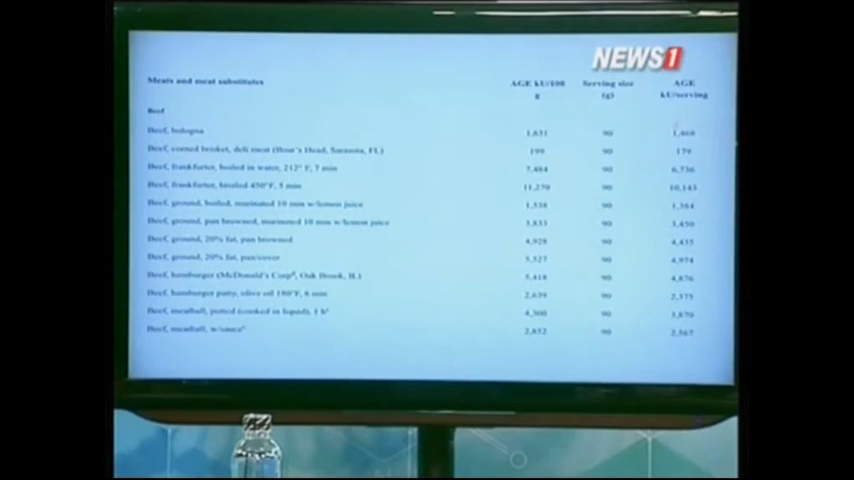 NEWS1
Meats and meat substitutes AGE kU/100 g Serving size (g) AGE kU/serving
Beef
Beef, bologna 1,631 90 1,468
Beef, corned brisket, deli meat (Boar's Head, Sarasota, FL) 199 90 179
Beef, frankfurter, boiled in water, 212° F, 7 min 7,484 90 6,736
Beef, frankfurter, broiled 450°F, 5 min 11,270 90 10,143
Beef, ground, boiled, marinated 10 min w/lemon juice 1,538 90 1,384
Beef, ground, pan browned, marinated 10 min w/lemon juice 3,833 90 3,450
Beef, ground, 20% fat, pan browned 4,928 90 4,435
Beef, ground, 20% fat, pan/cover 5,527 90 4,974
Beef, hamburger (McDonald's Corp, Oak Brook, IL) 5,418 90 4,876
Beef, hamburger patty, olive oil 180°F, 6 min 2,639 90 2,375
Beef, meatball, potted (cooked in liquid), 1 h 4,300 90 3,870
Beef, meatball, w/sauce 2,852 90 2,567